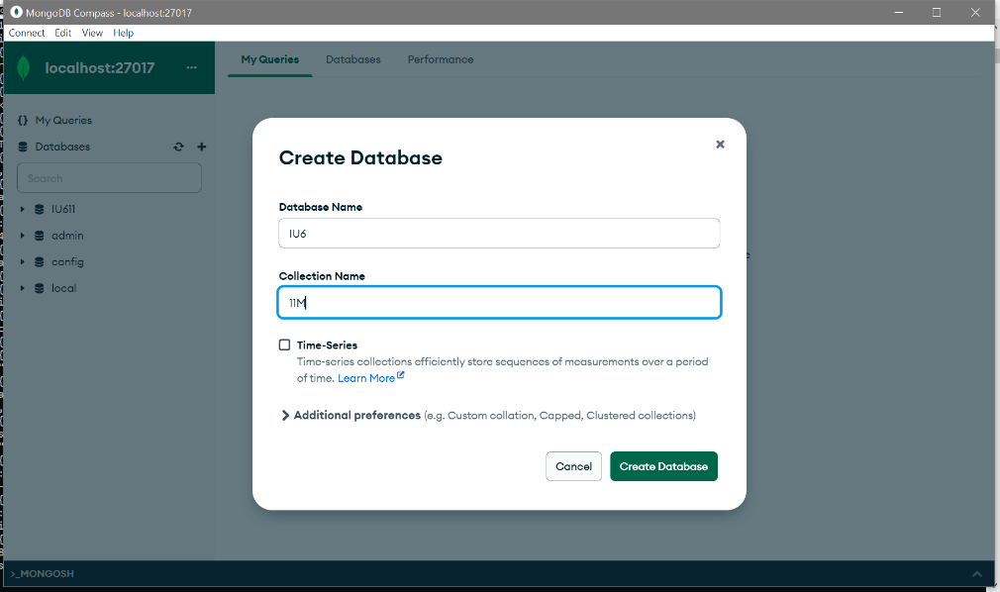 MongoDB Compass - localhost:27017
Connect Edit View Help
localhost:27017 ...
My Queries Databases Performance
{} My Queries
Databases
Search
IU611
admin
config
local
Create Database
Database Name
IU6
Collection Name
11M
Time-Series
Time-series collections efficiently store sequences of measurements over a period
of time. Learn More
Additional preferences (e.g. Custom collation, Capped, Clustered collections)
Cancel Create Database
>_MONGOSH